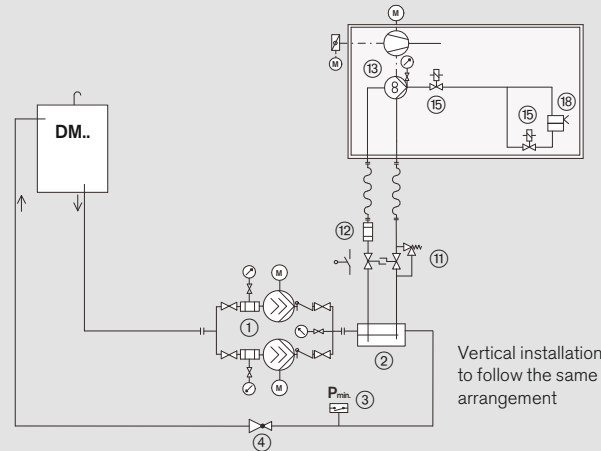 M
M
⑬
⑮
⑱
⑮
DM..
⑫
⑪
M
①
②
M
Vertical installation
to follow the same
arrangement
Pmin.
③
④